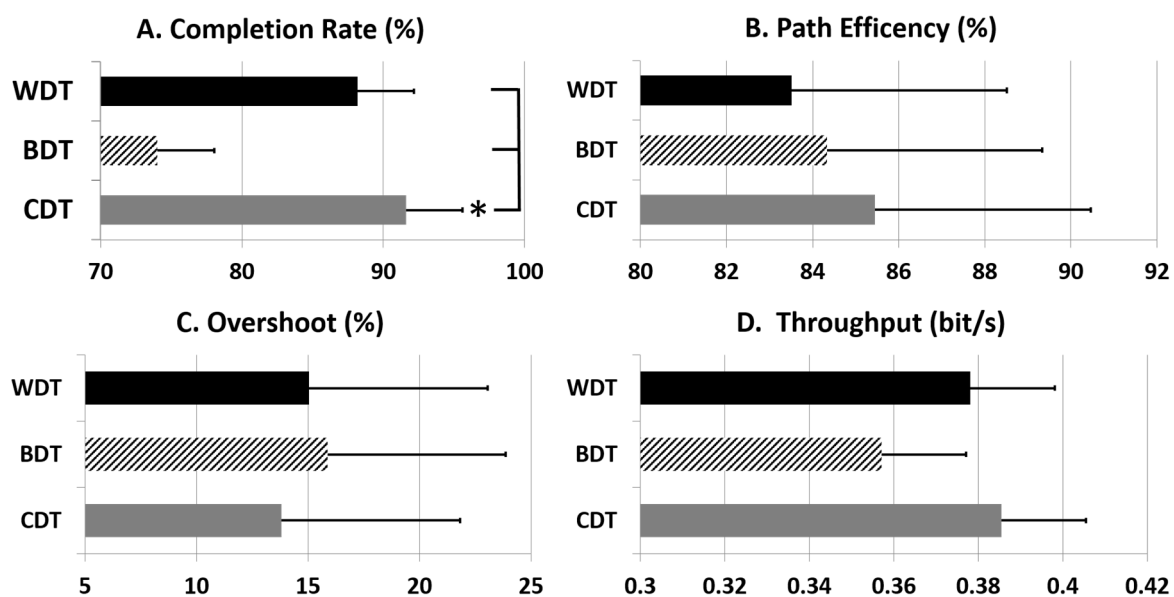 A. Completion Rate (%)
WDT
BDT
CDT
*
70 80 90 100
B. Path Efficency (%)
WDT
BDT
CDT
80 82 84 86 88 90 92
C. Overshoot (%)
WDT
BDT
CDT
5 10 15 20 25
D. Throughput (bit/s)
WDT
BDT
CDT
0.3 0.32 0.34 0.36 0.38 0.4 0.42